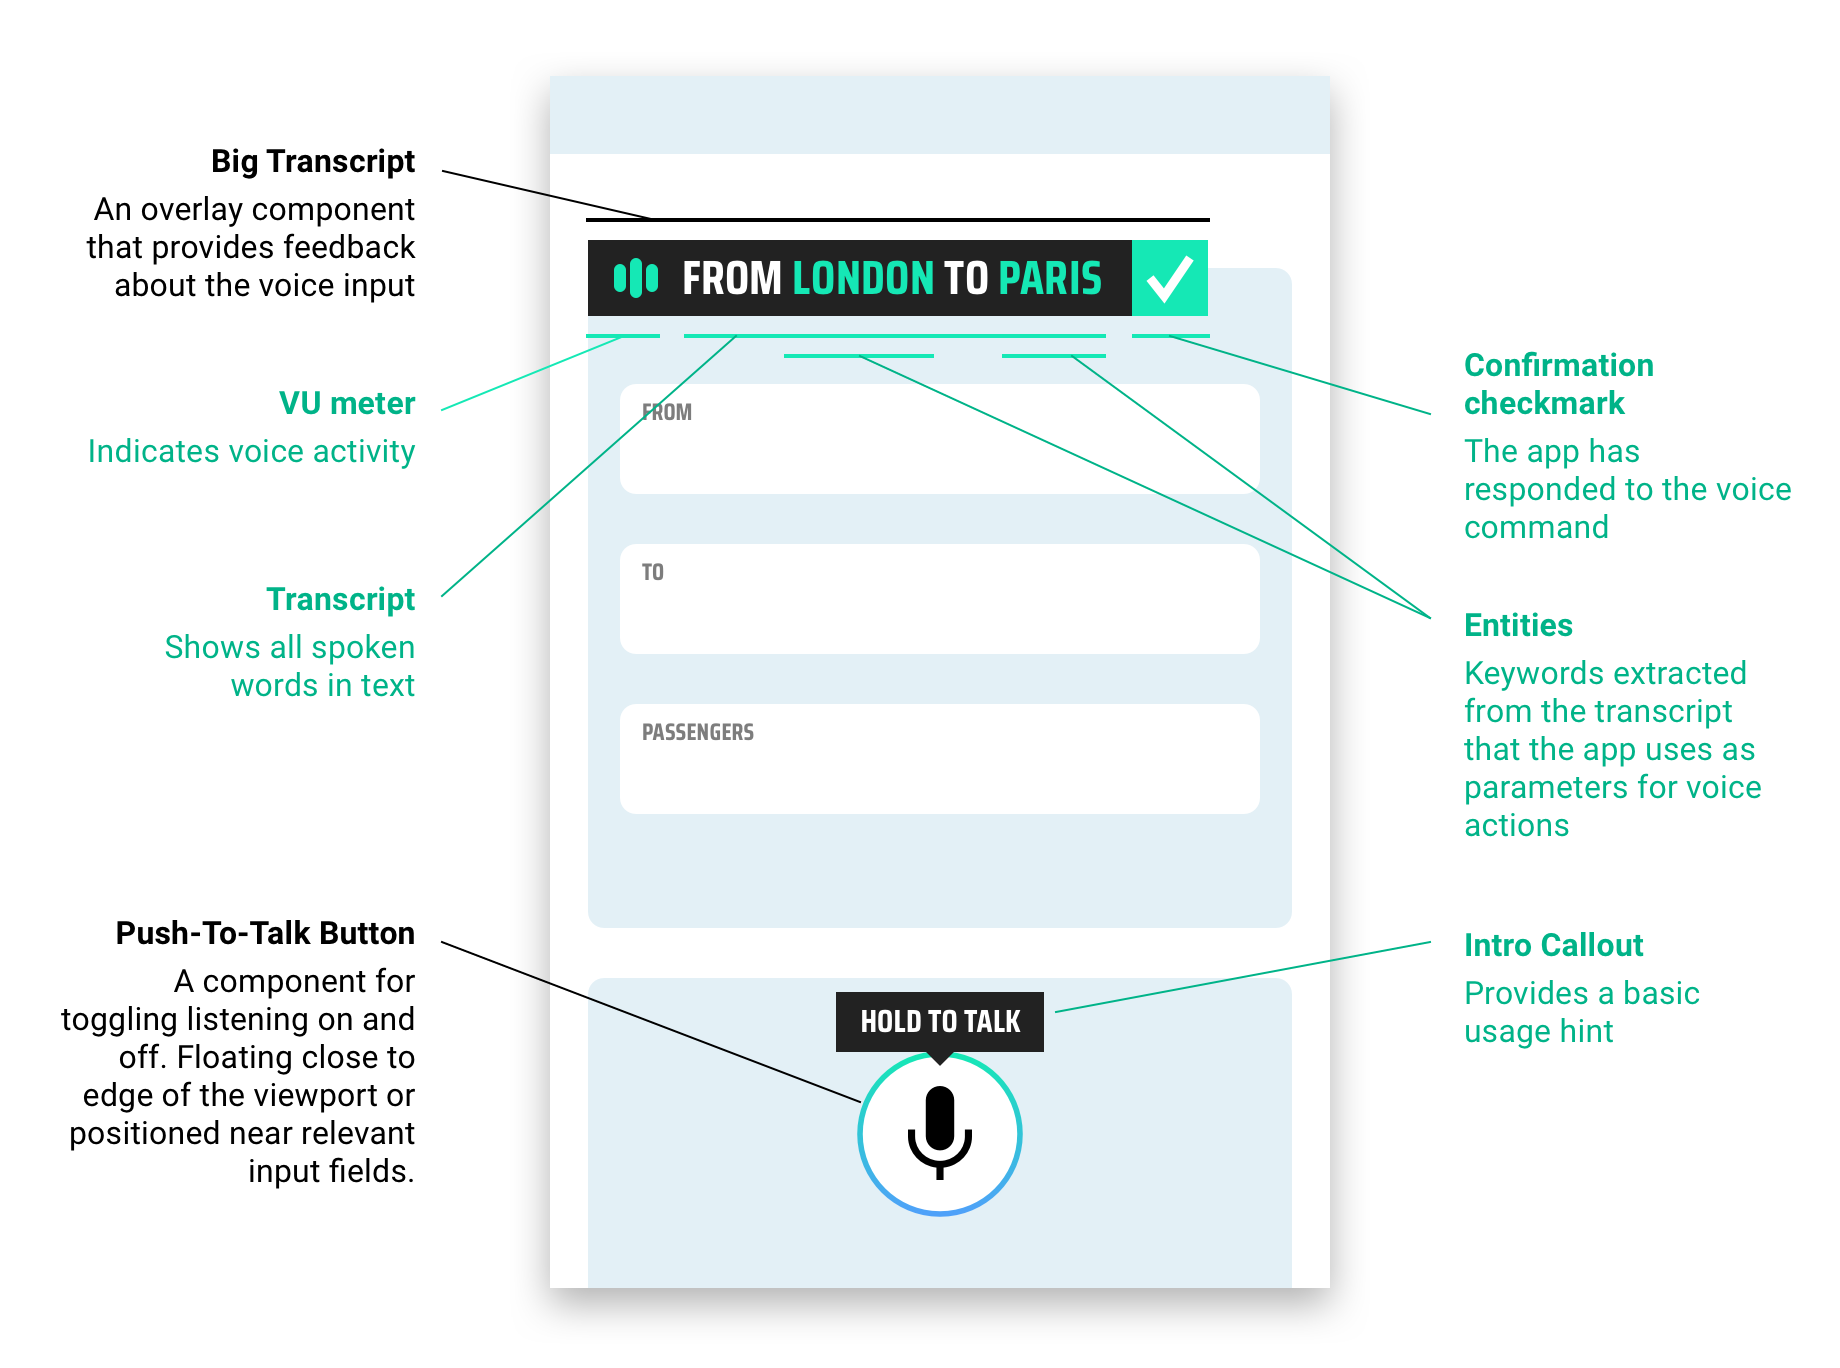 Big Transcript
An overlay component
that provides feedback
about the voice input
VU meter
Indicates voice activity
Transcript
Shows all spoken
words in text
Push-To-Talk Button
A component for
toggling listening on and
off. Floating close to
edge of the viewport or
positioned near relevant
input fields.
FROM LONDON TO PARIS
FROM
TO
PASSENGERS
HOLD TO TALK
Confirmation
checkmark
The app has
responded to the voice
command
Entities
Keywords extracted
from the transcript
that the app uses as
parameters for voice
actions
Intro Callout
Provides a basic
usage hint